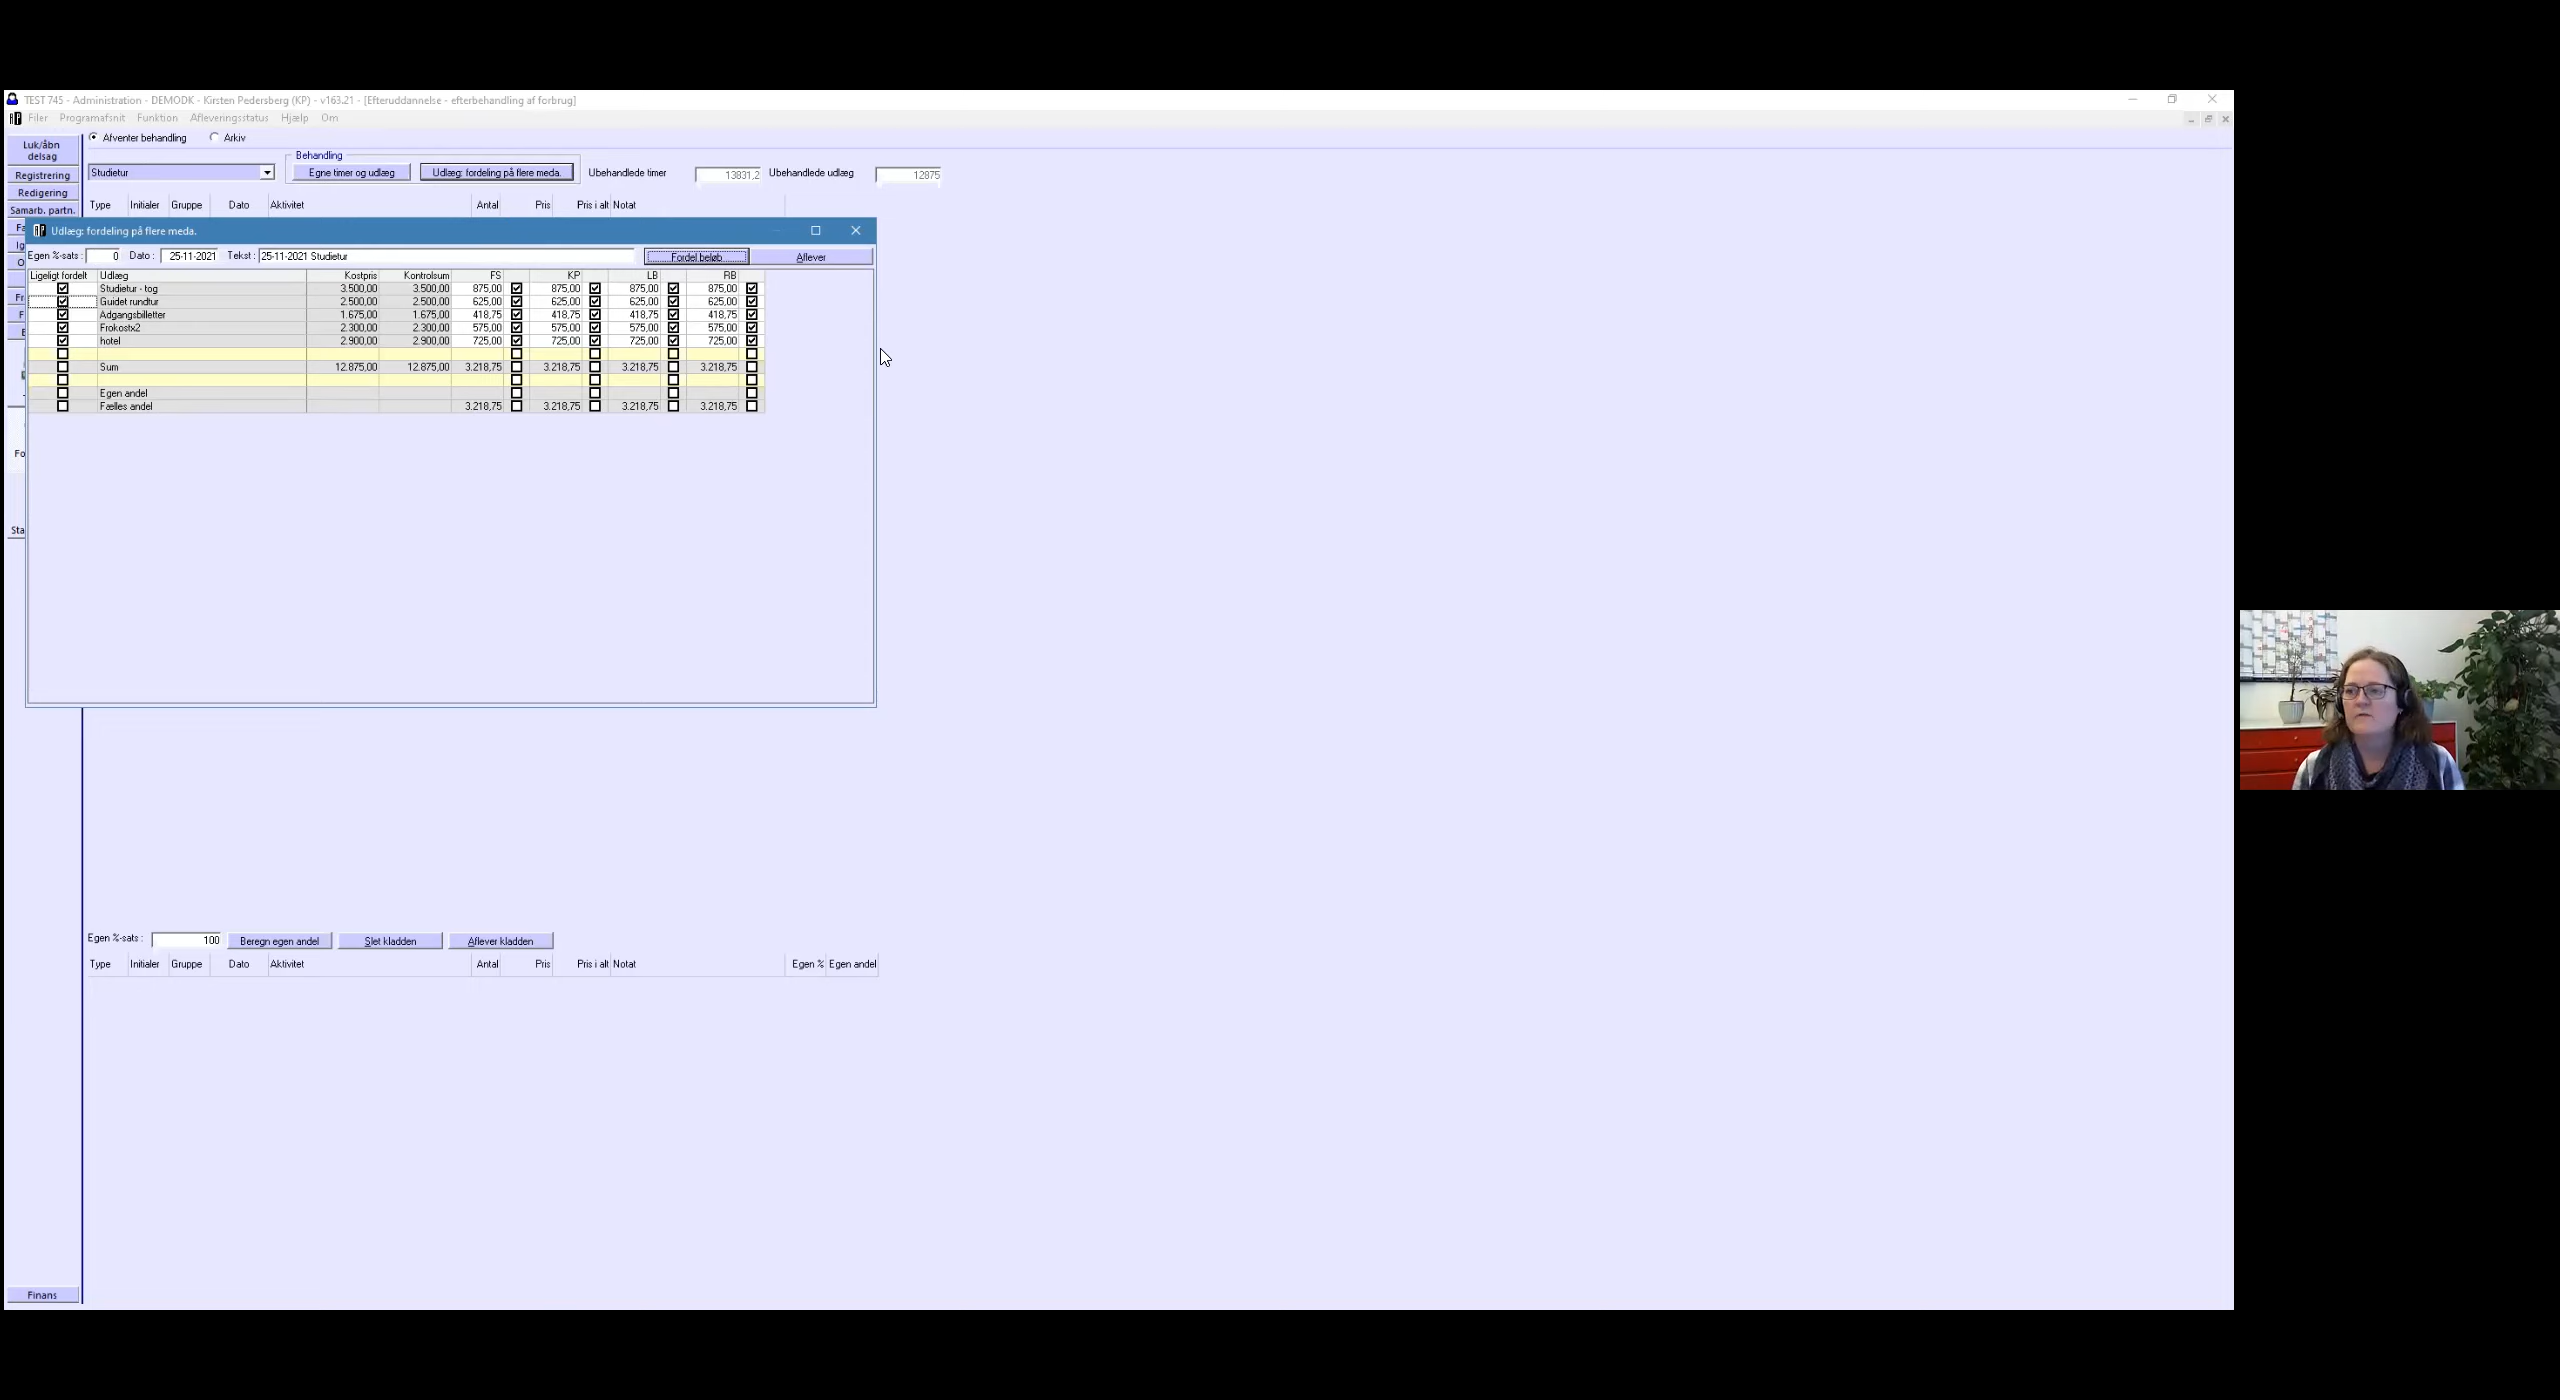 TEST 745 - Administration - DEMODK - Kirsten Pedersberg (KP) - v163.21 - [Efteruddannelse - efterbehandling af forbrug]
Filer Programafsnit Funktion Afleveringsstatus Hjælp Om
Luk/åbn delsag
Afventer behandling Arkiv
Behandling
Studietur Egne timer og udlæg Udlæg: fordeling på flere meda. Ubehandlede timer 13831,2 Ubehandlede udlæg 12875
Registrering
Redigering
Samarb. partn.
Type Initialer Gruppe Dato Aktivitet Antal Pris Pris i alt Notat
Udlæg: fordeling på flere meda.
Egen %-sats : 0 Dato : 25-11-2021 Tekst : 25-11-2021 Studietur Fordel beløb Aflever
Ligeligt fordelt Udlæg Kostpris Kontrolsum FS KP LB RB
Studietur - tog 3.500,00 3.500,00 875,00 875,00 875,00 875,00
Guidet rundtur 2.500,00 2.500,00 625,00 625,00 625,00 625,00
Adgangsbilletter 1.675,00 1.675,00 418,75 418,75 418,75 418,75
Frokostx2 2.300,00 2.300,00 575,00 575,00 575,00 575,00
hotel 2.900,00 2.900,00 725,00 725,00 725,00 725,00
Sum 12.875,00 12.875,00 3.218,75 3.218,75 3.218,75 3.218,75
Egen andel
Fælles andel 3.218,75 3.218,75 3.218,75 3.218,75
Fo
Sta
Egen %-sats : 100 Beregn egen andel Slet kladden Aflever kladden
Type Initialer Gruppe Dato Aktivitet Antal Pris Pris i alt Notat Egen % Egen andel
Finans